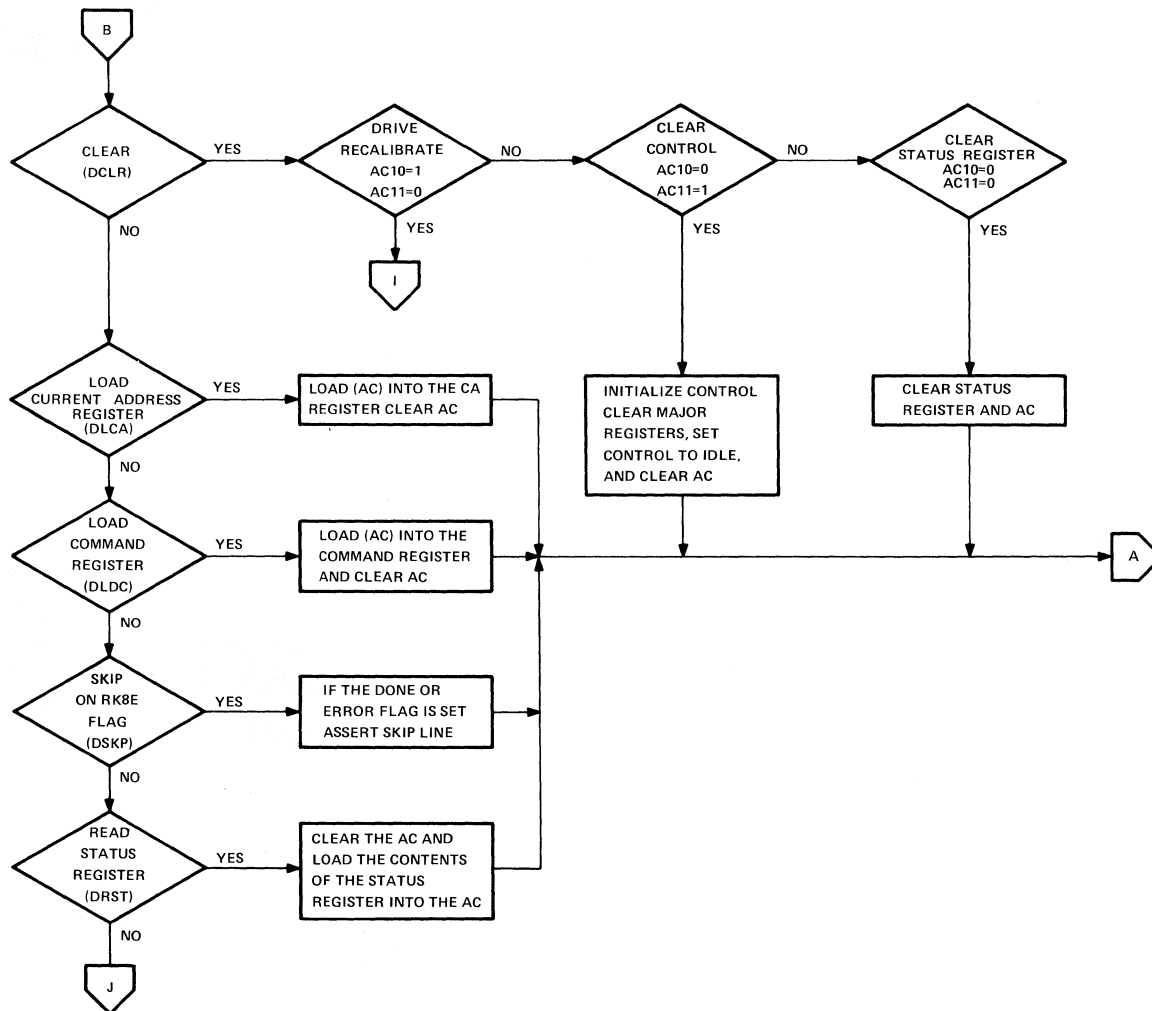 B
CLEAR
(DCLR)
YES
NO
DRIVE
RECALIBRATE
AC10=1
AC11=0
NO
YES
I
CLEAR
CONTROL
AC10=0
AC11=1
NO
YES
CLEAR
STATUS REGISTER
AC10=0
AC11=0
YES
LOAD
CURRENT ADDRESS
REGISTER
(DLCA)
YES
NO
LOAD (AC) INTO THE CA
REGISTER CLEAR AC
INITIALIZE CONTROL
CLEAR MAJOR
REGISTERS, SET
CONTROL TO IDLE,
AND CLEAR AC
CLEAR STATUS
REGISTER AND AC
LOAD
COMMAND
REGISTER
(DLDC)
YES
NO
LOAD (AC) INTO THE
COMMAND REGISTER
AND CLEAR AC
A
SKIP
ON RK8E
FLAG
(DSKP)
YES
NO
IF THE DONE OR
ERROR FLAG IS SET
ASSERT SKIP LINE
READ
STATUS
REGISTER
(DRST)
YES
NO
CLEAR THE AC AND
LOAD THE CONTENTS
OF THE STATUS
REGISTER INTO THE AC
J